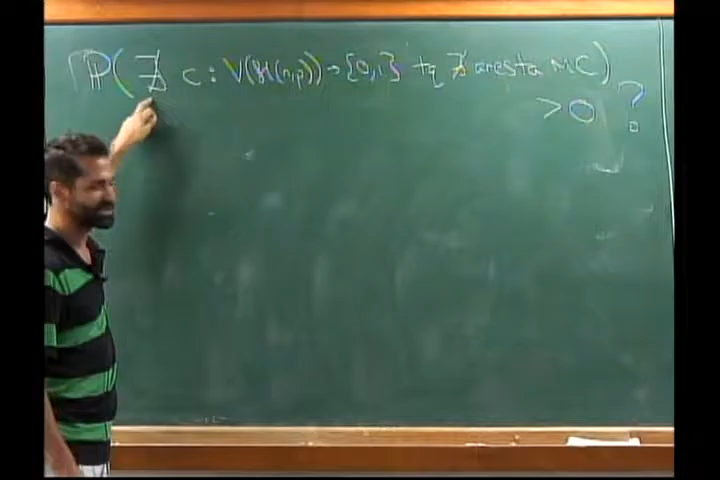 ℙ(∄ c : V(H(n,p)) → {0,1} tq ∄ aresta MC)
> 0 ?